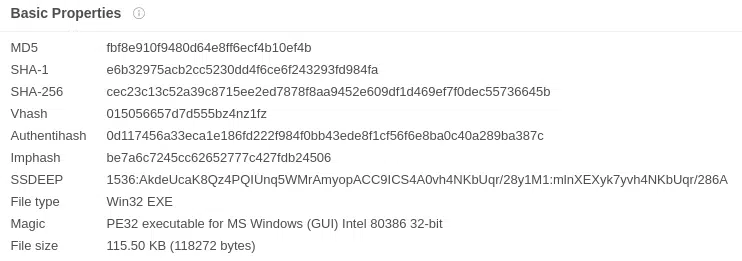 Basic Properties
MD5 fbf8e910f9480d64e8ff6ecf4b10ef4b
SHA-1 e6b32975acb2cc5230dd4f6ce6f243293fd984fa
SHA-256 cec23c13c52a39c8715ee2ed7878f8aa9452e609df1d469ef7f0dec55736645b
Vhash 015056657d7d555bz4nz1fz
Authentihash 0d117456a33eca1e186fd222f984f0bb43ede8f1cf56f6e8ba0c40a289ba387c
Imphash be7a6c7245cc62652777c427fdb24506
SSDEEP 1536:AkdeUcaK8Qz4PQIUnq5WMrAmyopACC9ICS4A0vh4NKbUqr/28y1M1:mlnXEXyk7yvh4NKbUqr/286A
File type Win32 EXE
Magic PE32 executable for MS Windows (GUI) Intel 80386 32-bit
File size 115.50 KB (118272 bytes)